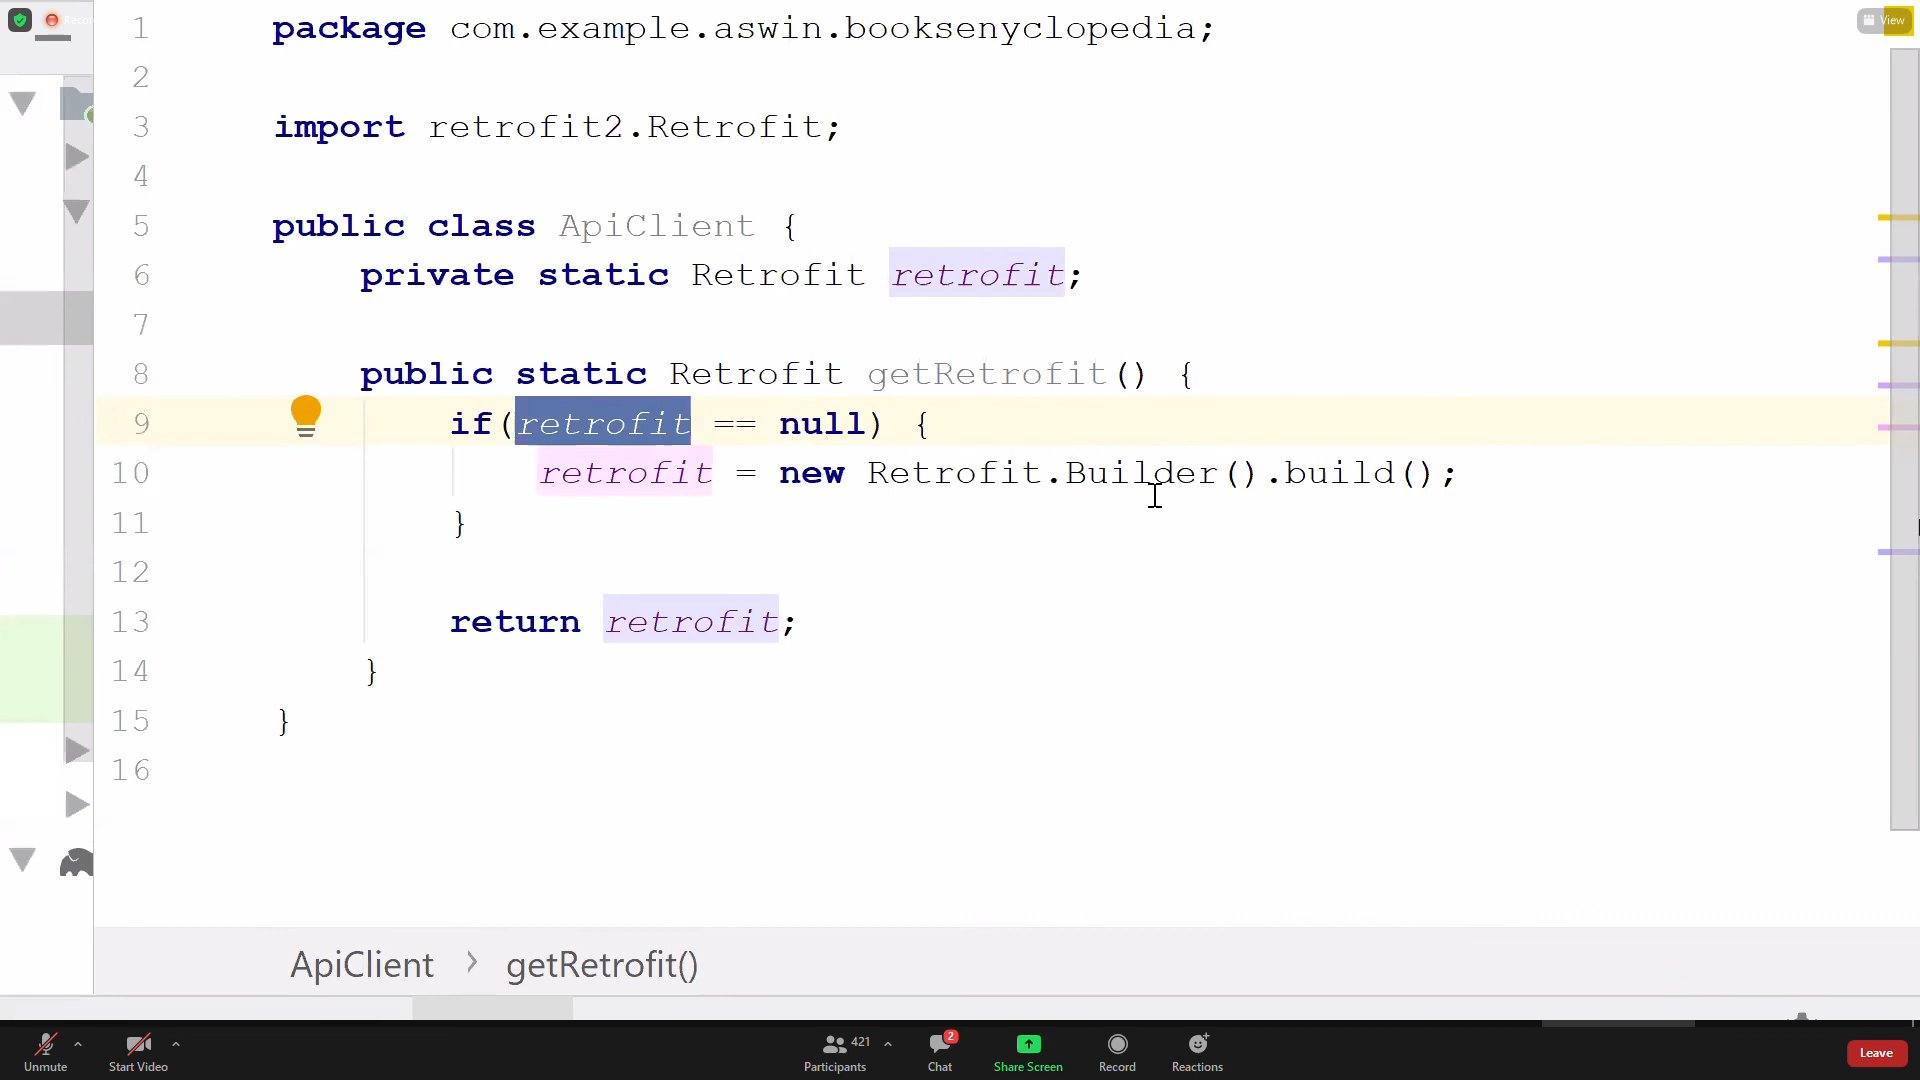 View
1 package com.example.aswin.booksenyclopedia;
2
3 import retrofit2.Retrofit;
4
5 public class ApiClient {
6 private static Retrofit retrofit;
7
8 public static Retrofit getRetrofit() {
9 if(retrofit == null) {
10 retrofit = new Retrofit.Builder().build();
11 }
12
13 return retrofit;
14 }
15 }
16
ApiClient > getRetrofit()
421 2
Unmute Start Video Participants Chat Share Screen Record Reactions Leave